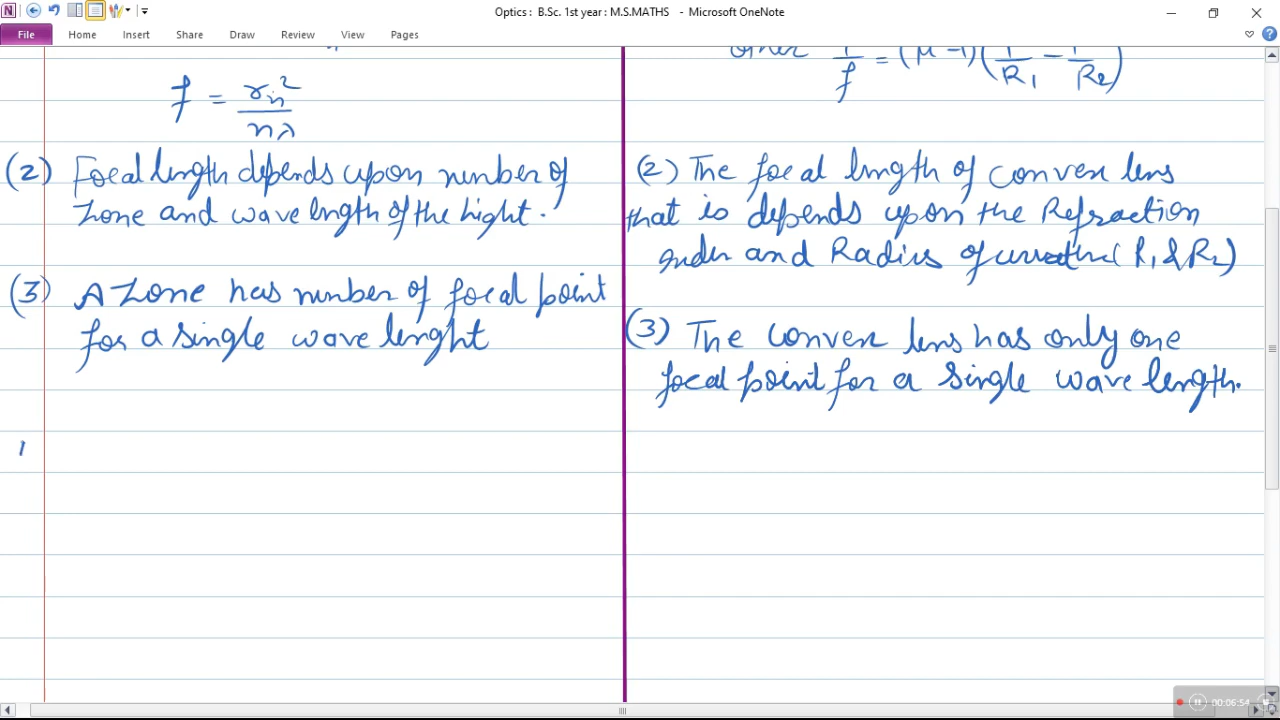 Optics : B.Sc. 1st year : M.S.MATHS - Microsoft OneNote
File Home Insert Share Draw Review View Pages
f = rn²/nλ
(2) Focal length depends upon number of
Zone and wave length of the light.
(3) A Zone has number of focal point
for a single wave lenght
other 1/f = (μ-1)(1/R1 - 1/R2)
(2) The focal length of convex lens
that is depends upon the Refraction
index and Radius of (R1 & R2)
(3) The convex lens has only one
focal point for a single wave length.
00:06:54